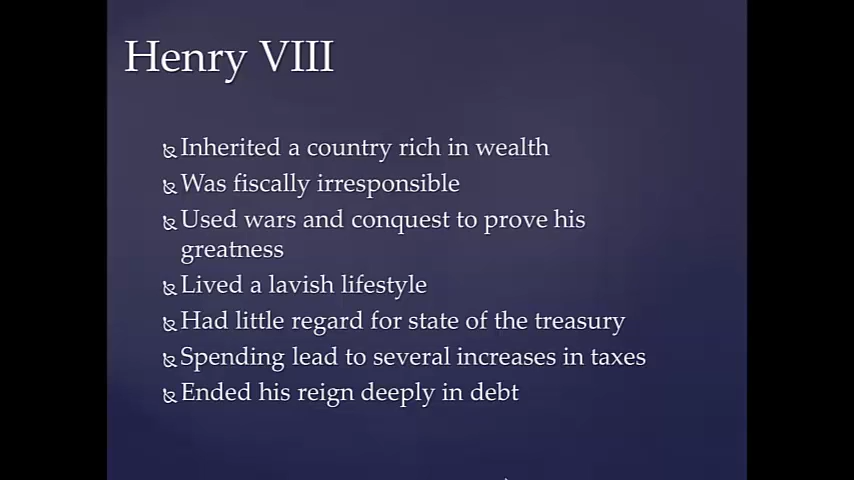 Henry VIII
Inherited a country rich in wealth
Was fiscally irresponsible
Used wars and conquest to prove his
greatness
Lived a lavish lifestyle
Had little regard for state of the treasury
Spending lead to several increases in taxes
Ended his reign deeply in debt